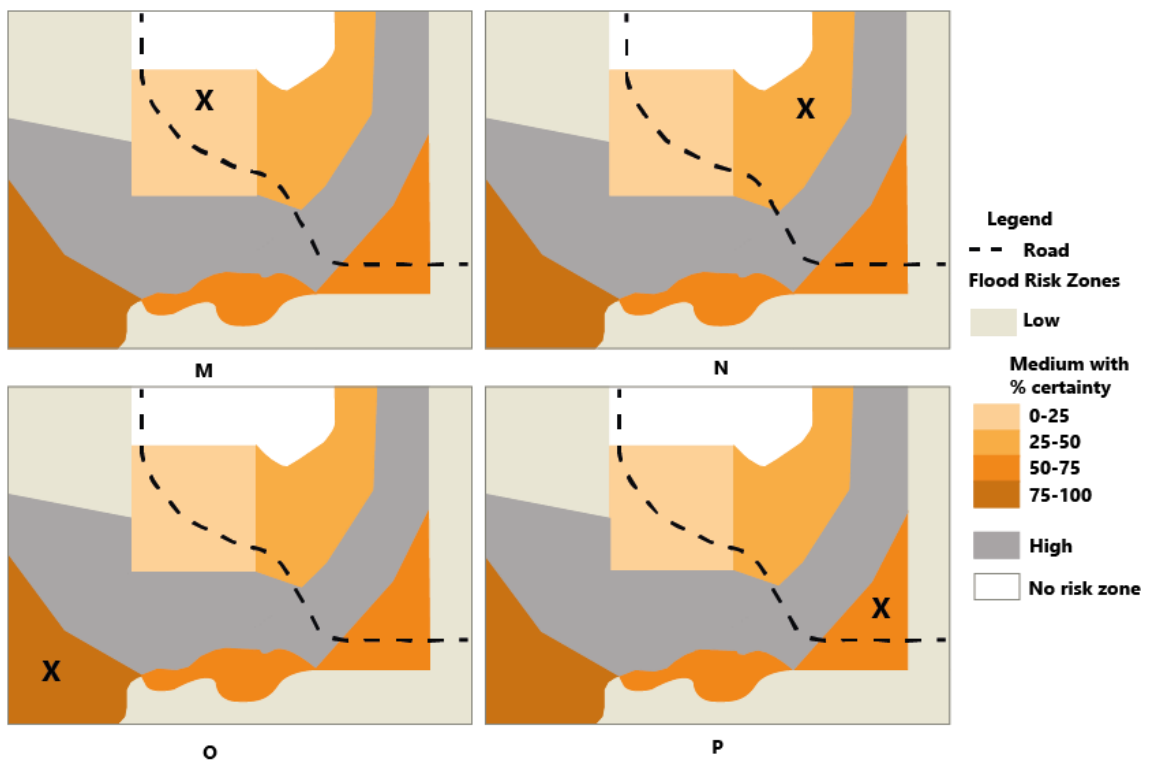 X
X
M
N
X
X
O
P
Legend
Road
Flood Risk Zones
Low
Medium with
% certainty
0-25
25-50
50-75
75-100
High
No risk zone